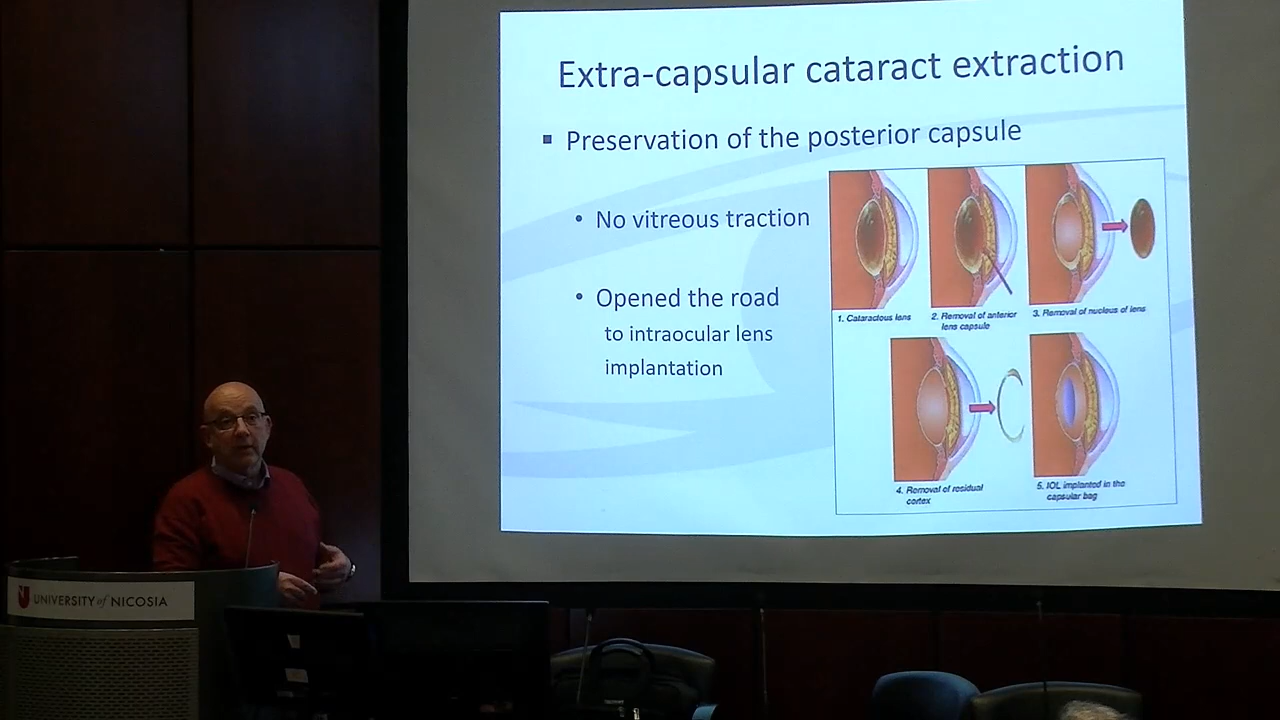 Extra-capsular cataract extraction
▪ Preservation of the posterior capsule
• No vitreous traction
• Opened the road
to intraocular lens
implantation
1. Cataractous lens
2. Removal of anterior
lens capsule
3. Removal of nucleus of lens
4. Removal of residual
cortex
5. IOL implanted in the
capsular bag
UNIVERSITY of NICOSIA